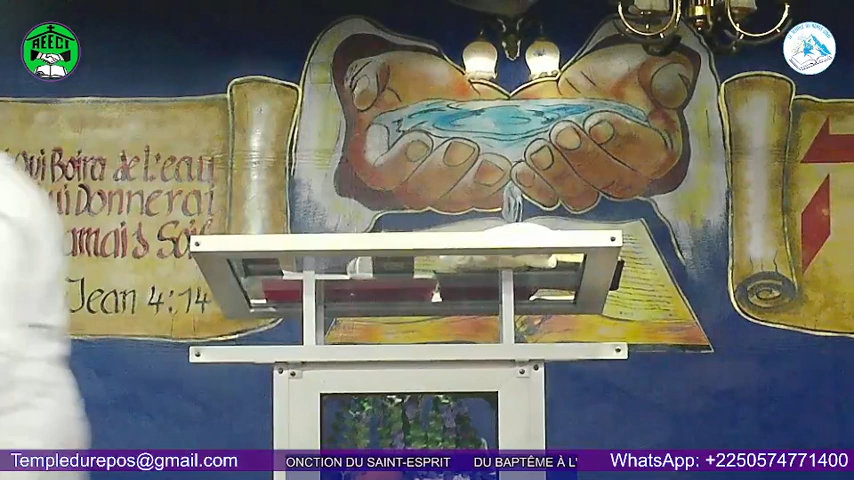 AEECI
Qui Boira de l'eau
ui Donnerai
amais Soif
Jean 4:14
Templedurepos@gmail.com
ONCTION DU SAINT-ESPRIT DU BAPTÊME À L'
WhatsApp: +2250574771400